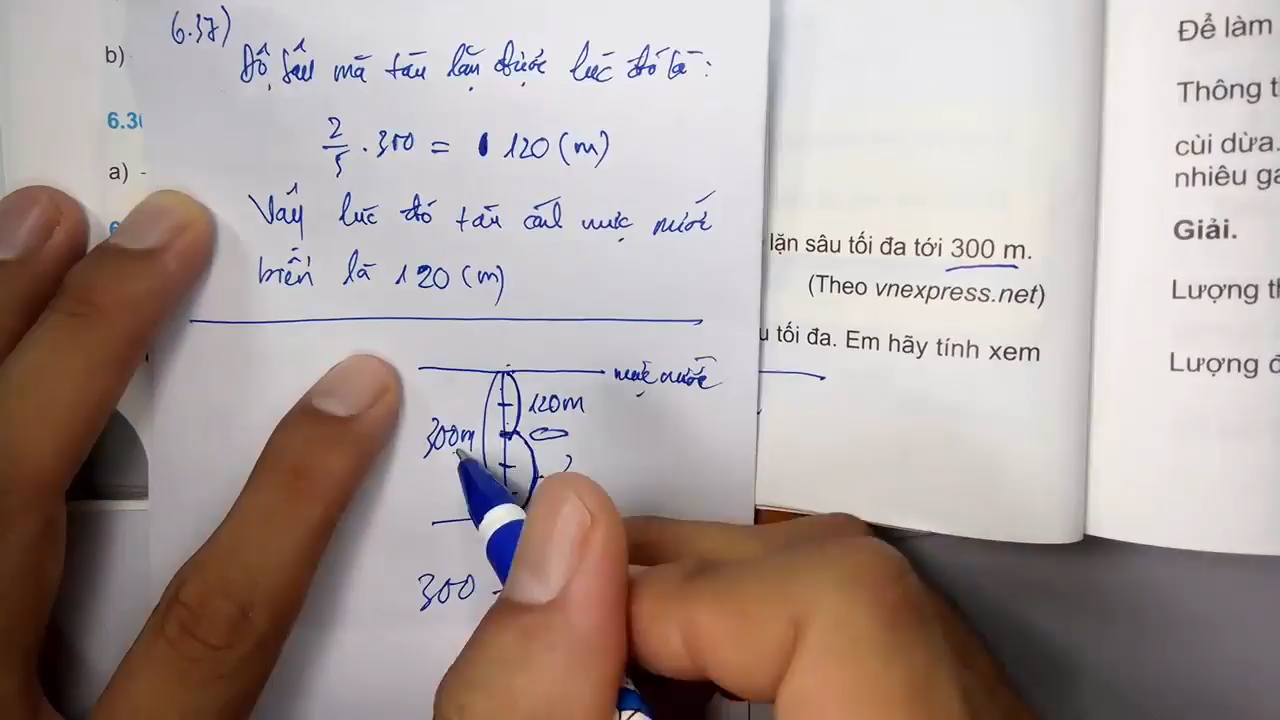 6.37)
Độ sâu mà tàu lặn được lúc đó là:
2/5 . 300 = 120 (m)
Vậy lúc đó tàu cách mực nước
biển là 120 (m)
mực nước
120m
300m
?
300 -
b)
6.3
a) -
lặn sâu tối đa tới 300 m.
(Theo vnexpress.net)
u tối đa. Em hãy tính xem
Để làm
Thông t
cùi dừa.
nhiêu ga
Giải.
Lượng th
Lượng đ